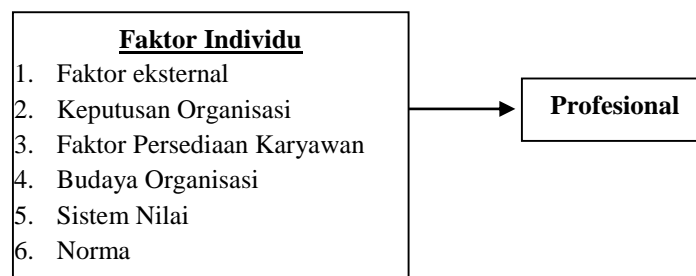 Faktor Individu
1. Faktor eksternal
2. Keputusan Organisasi
3. Faktor Persediaan Karyawan
4. Budaya Organisasi
5. Sistem Nilai
6. Norma
Profesional